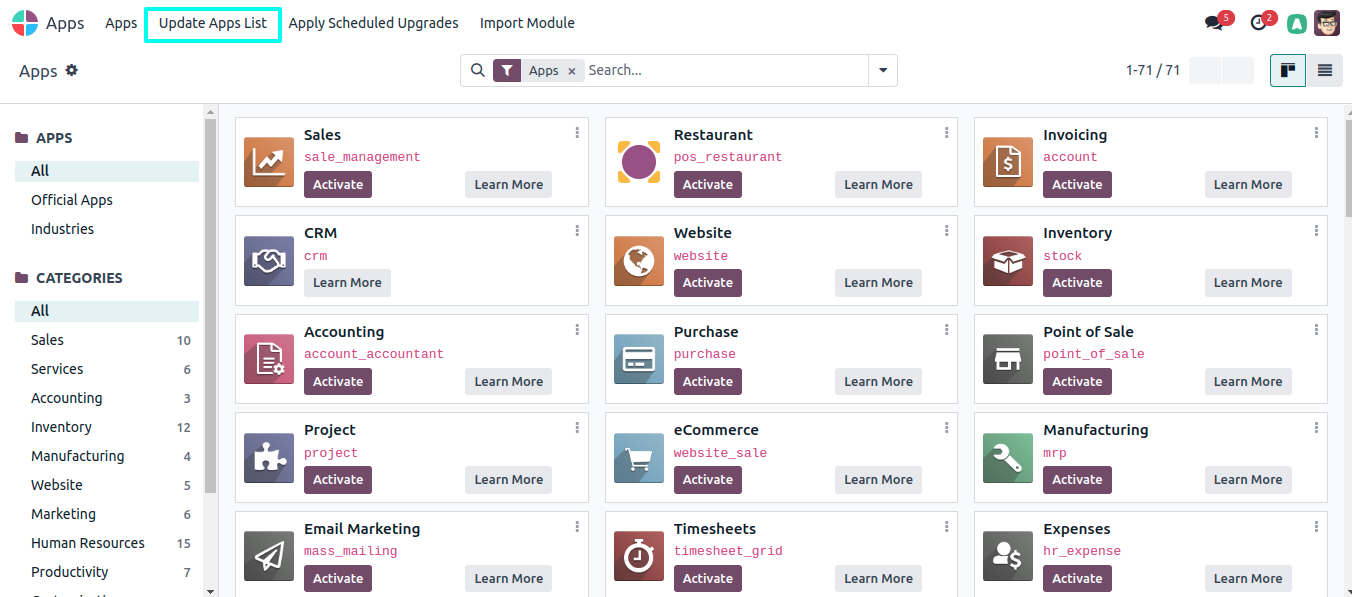 Apps Apps Update Apps List Apply Scheduled Upgrades Import Module 5 2
Apps Apps × Search... 1-71 / 71
APPS
All
Official Apps
Industries
CATEGORIES
All
Sales 10
Services 6
Accounting 3
Inventory 12
Manufacturing 4
Website 5
Marketing 6
Human Resources 15
Productivity 7
Sales
sale_management
Activate Learn More
Restaurant
pos_restaurant
Activate Learn More
Invoicing
account
Activate Learn More
CRM
crm
Learn More
Website
website
Activate Learn More
Inventory
stock
Activate Learn More
Accounting
account_accountant
Activate Learn More
Purchase
purchase
Activate Learn More
Point of Sale
point_of_sale
Activate Learn More
Project
project
Activate Learn More
eCommerce
website_sale
Activate Learn More
Manufacturing
mrp
Activate Learn More
Email Marketing
mass_mailing
Activate Learn More
Timesheets
timesheet_grid
Activate Learn More
Expenses
hr_expense
Activate Learn More